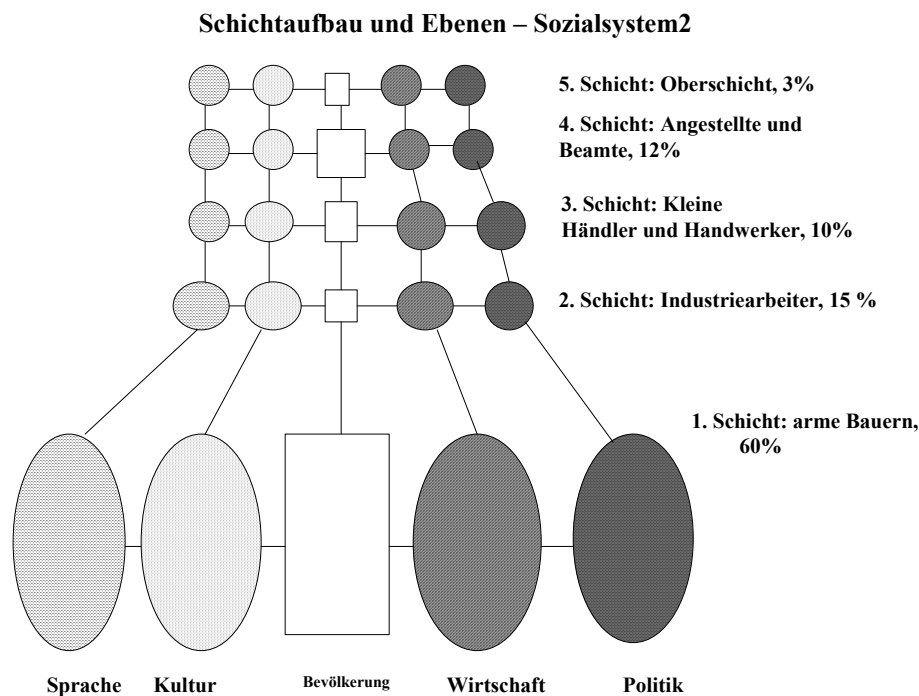 Schichtaufbau und Ebenen – Sozialsystem2
5. Schicht: Oberschicht, 3%
4. Schicht: Angestellte und
Beamte, 12%
3. Schicht: Kleine
Händler und Handwerker, 10%
2. Schicht: Industriearbeiter, 15 %
1. Schicht: arme Bauern,
60%
Sprache Kultur Bevölkerung Wirtschaft Politik